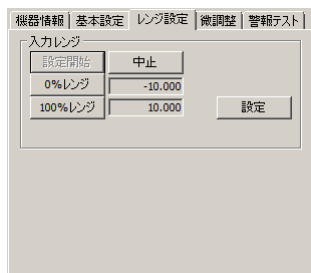 機器情報 基本設定 レンジ設定 微調整 警報テスト
入力レンジ
設定開始 中止
0%レンジ -10.000
100%レンジ 10.000 設定